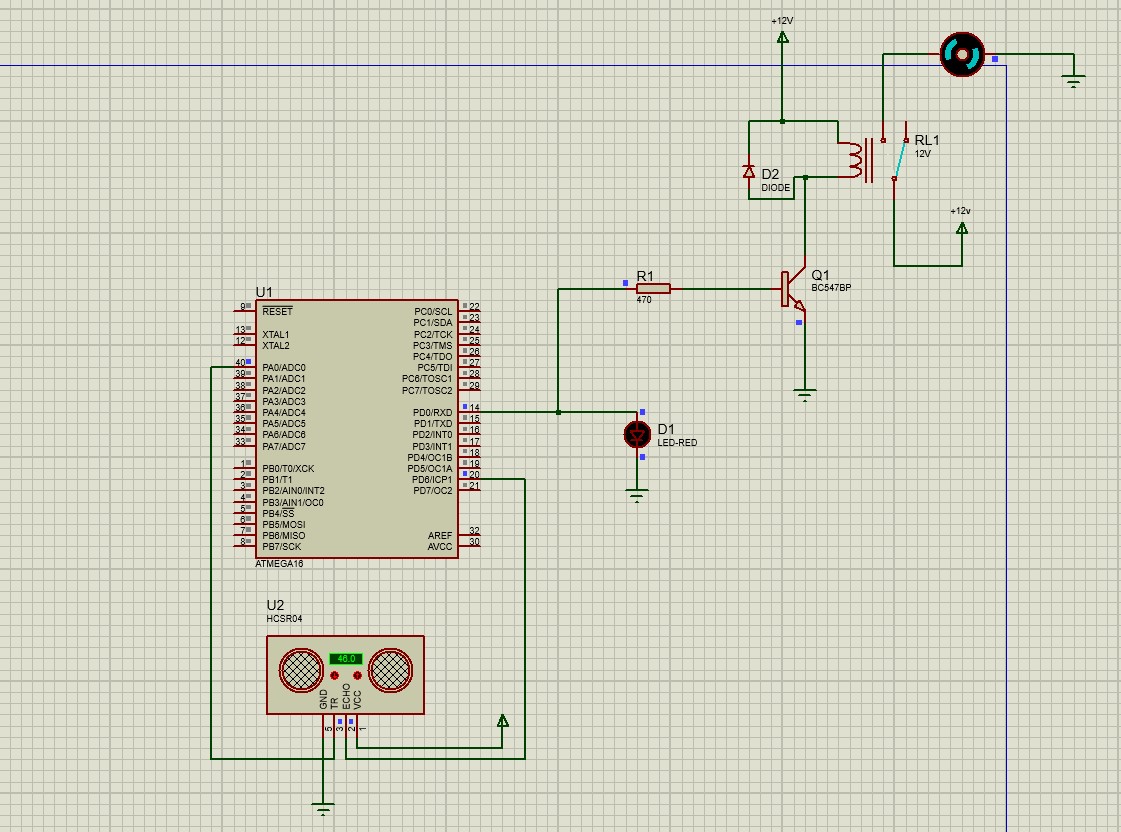 +12V
RL1
12V
D2
DIODE
+12v
Q1
BC547BP
R1
470
U1
9 RESET PC0/SCL 22
PC1/SDA 23
13 XTAL1 PC2/TCK 24
12 XTAL2 PC3/TMS 25
PC4/TDO 26
40 PA0/ADC0 PC5/TDI 27
39 PA1/ADC1 PC6/TOSC1 28
38 PA2/ADC2 PC7/TOSC2 29
37 PA3/ADC3
36 PA4/ADC4 PD0/RXD 14
35 PA5/ADC5 PD1/TXD 15
34 PA6/ADC6 PD2/INT0 16
33 PA7/ADC7 PD3/INT1 17
PD4/OC1B 18
1 PB0/T0/XCK PD5/OC1A 19
2 PB1/T1 PD6/ICP1 20
3 PB2/AIN0/INT2 PD7/OC2 21
4 PB3/AIN1/OC0
5 PB4/SS
6 PB5/MOSI
7 PB6/MISO AREF 32
8 PB7/SCK AVCC 30
ATMEGA16
D1
LED-RED
U2
HCSR04
46.0
GND
TR
ECHO
VCC
5
3
2
1